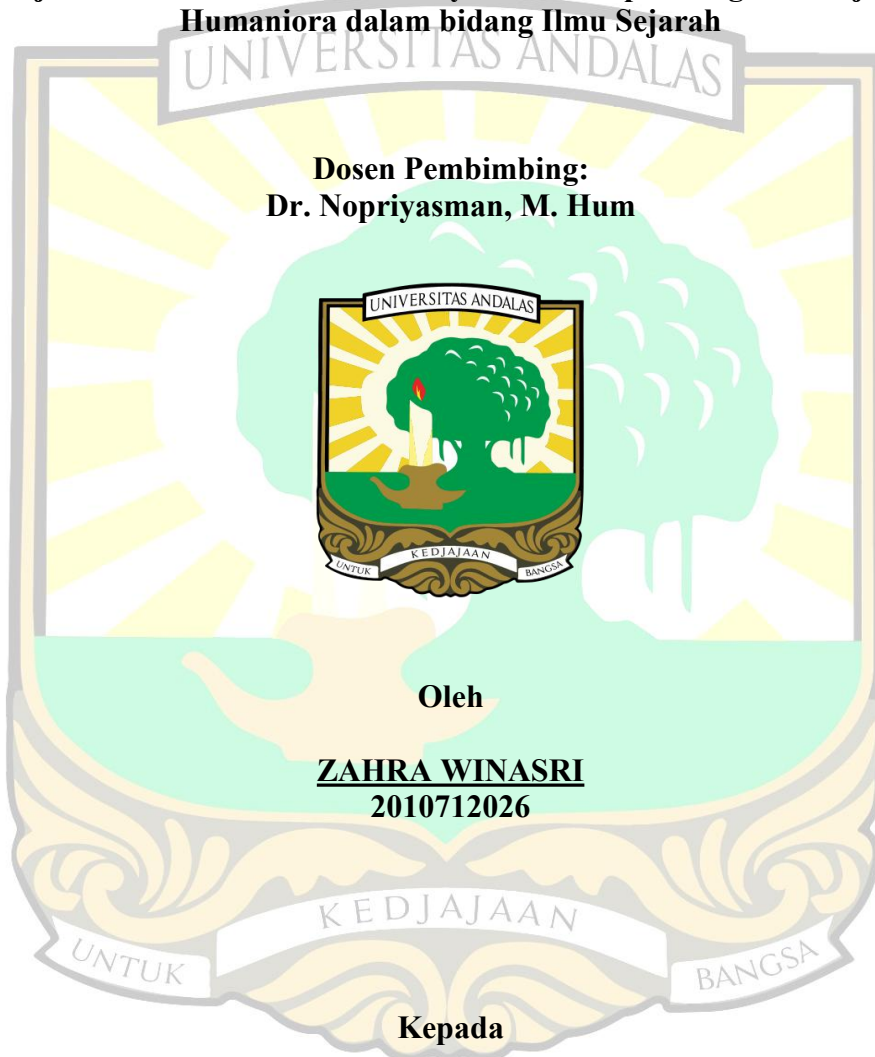 Humaniora dalam bidang Ilmu Sejarah
UNIVERSITAS ANDALAS
Dosen Pembimbing:
Dr. Nopriyasman, M. Hum
UNIVERSITAS ANDALAS
UNTUK KEDJAJAAN BANGSA
Oleh
ZAHRA WINASRI
2010712026
UNTUK KEDJAJAAN BANGSA
Kepada